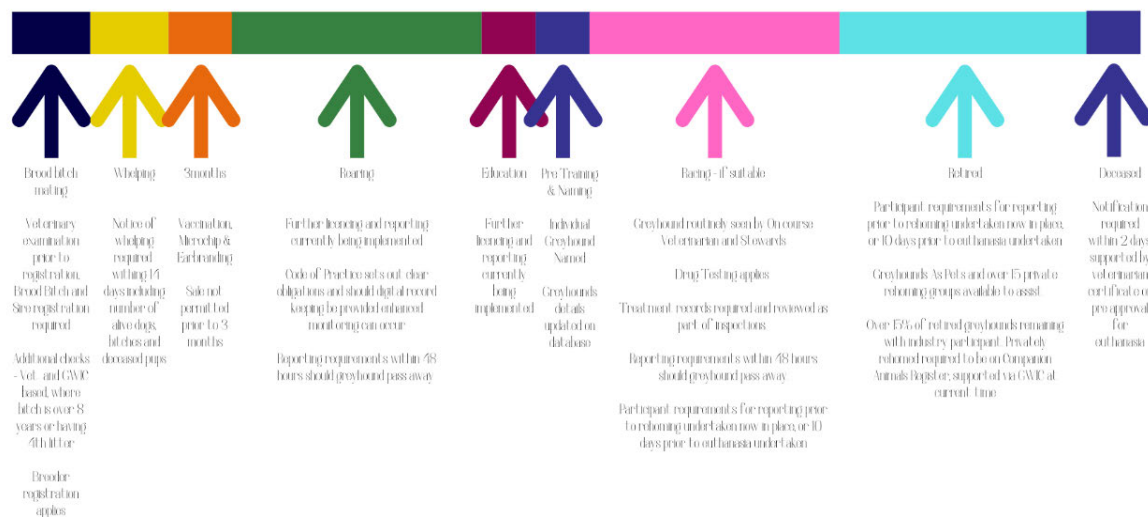 Brood bitch
mating
Veterinary
examination
prior to
registration,
Brood Bitch and
Sire registration
required
Additional checks
- Vet. and GWIC
based, where
bitch is over 8
years or having
4th litter
Breeder
registration
applies
Whelping
Notice of
whelping
required
withing 14
days including
number of
alive dogs,
bitches and
deceased pups
3months
Vaccination,
Microchip &
Earbranding
Sale not
permitted
prior to 3
months
Rearing
Further licencing and reporting
currently being implemented
Code of Practice sets out clear
obligations and should digital record
keeping be provided enhanced
monitoring can occur
Reporting requirements within 48
hours should greyhound pass away
Education
Further
licencing and
reporting
currently
being
implemented
Pre Training
& Naming
Individual
Greyhound
Named
Greyhounds
details
updated on
database
Racing - if suitable
Greyhound routinely seen by On course
Veterinarian and Stewards
Drug Testing applies
Treatment records required and reviewed as
part of inspections
Reporting requirements within 48 hours
should greyhound pass away
Participant requirements for reporting prior
to rehoming undertaken now in place, or 10
days prior to euthanasia undertaken
Retired
Participant requirements for reporting
prior to rehoming undertaken now in place,
or 10 days prior to euthanasia undertaken
Greyhounds As Pets and over 15 private
rehoming groups available to assist.
Over 15% of retired greyhounds remaining
with industry participant. Privately
rehomed required to be on Companion
Animals Register, supported via GWIC at
current time
Deceased
Notification
required
within 2 days
supported by
veterinarian
certificate or
pre approval
for
euthanasia